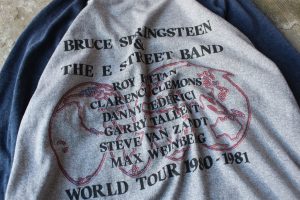 BRUCE SPRINGSTEEN
&
THE E STREET BAND
ROY BITTAN
CLARENCE CLEMONS
DANNY FEDERICI
GARRY TALLENT
STEVE VAN ZANDT
MAX WEINBERG
WORLD TOUR 1980-1981